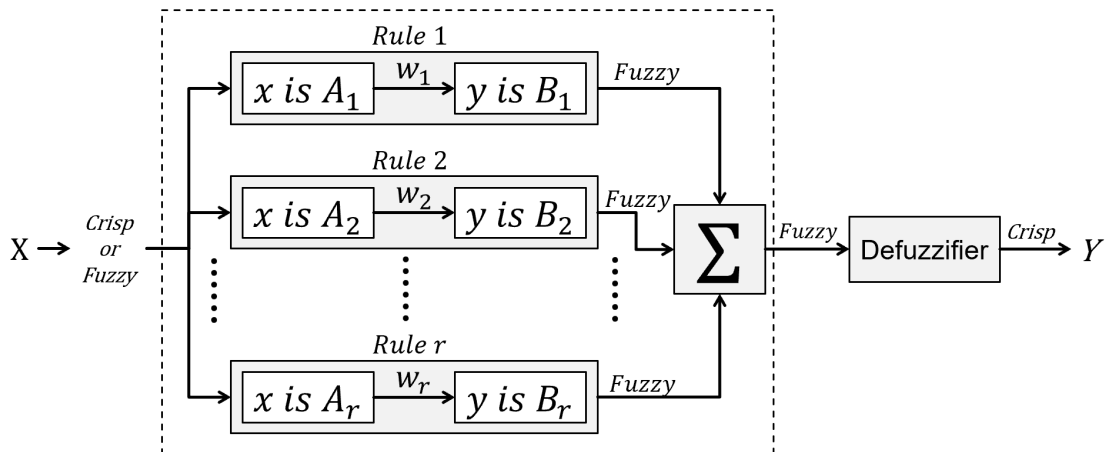 Rule 1
x is A₁ w₁ y is B₁ Fuzzy
Rule 2
x is A₂ w₂ y is B₂ Fuzzy
X Crisp
or
Fuzzy
Σ Fuzzy Defuzzifier Crisp Y
Rule r
x is Aᵣ wᵣ y is Bᵣ Fuzzy